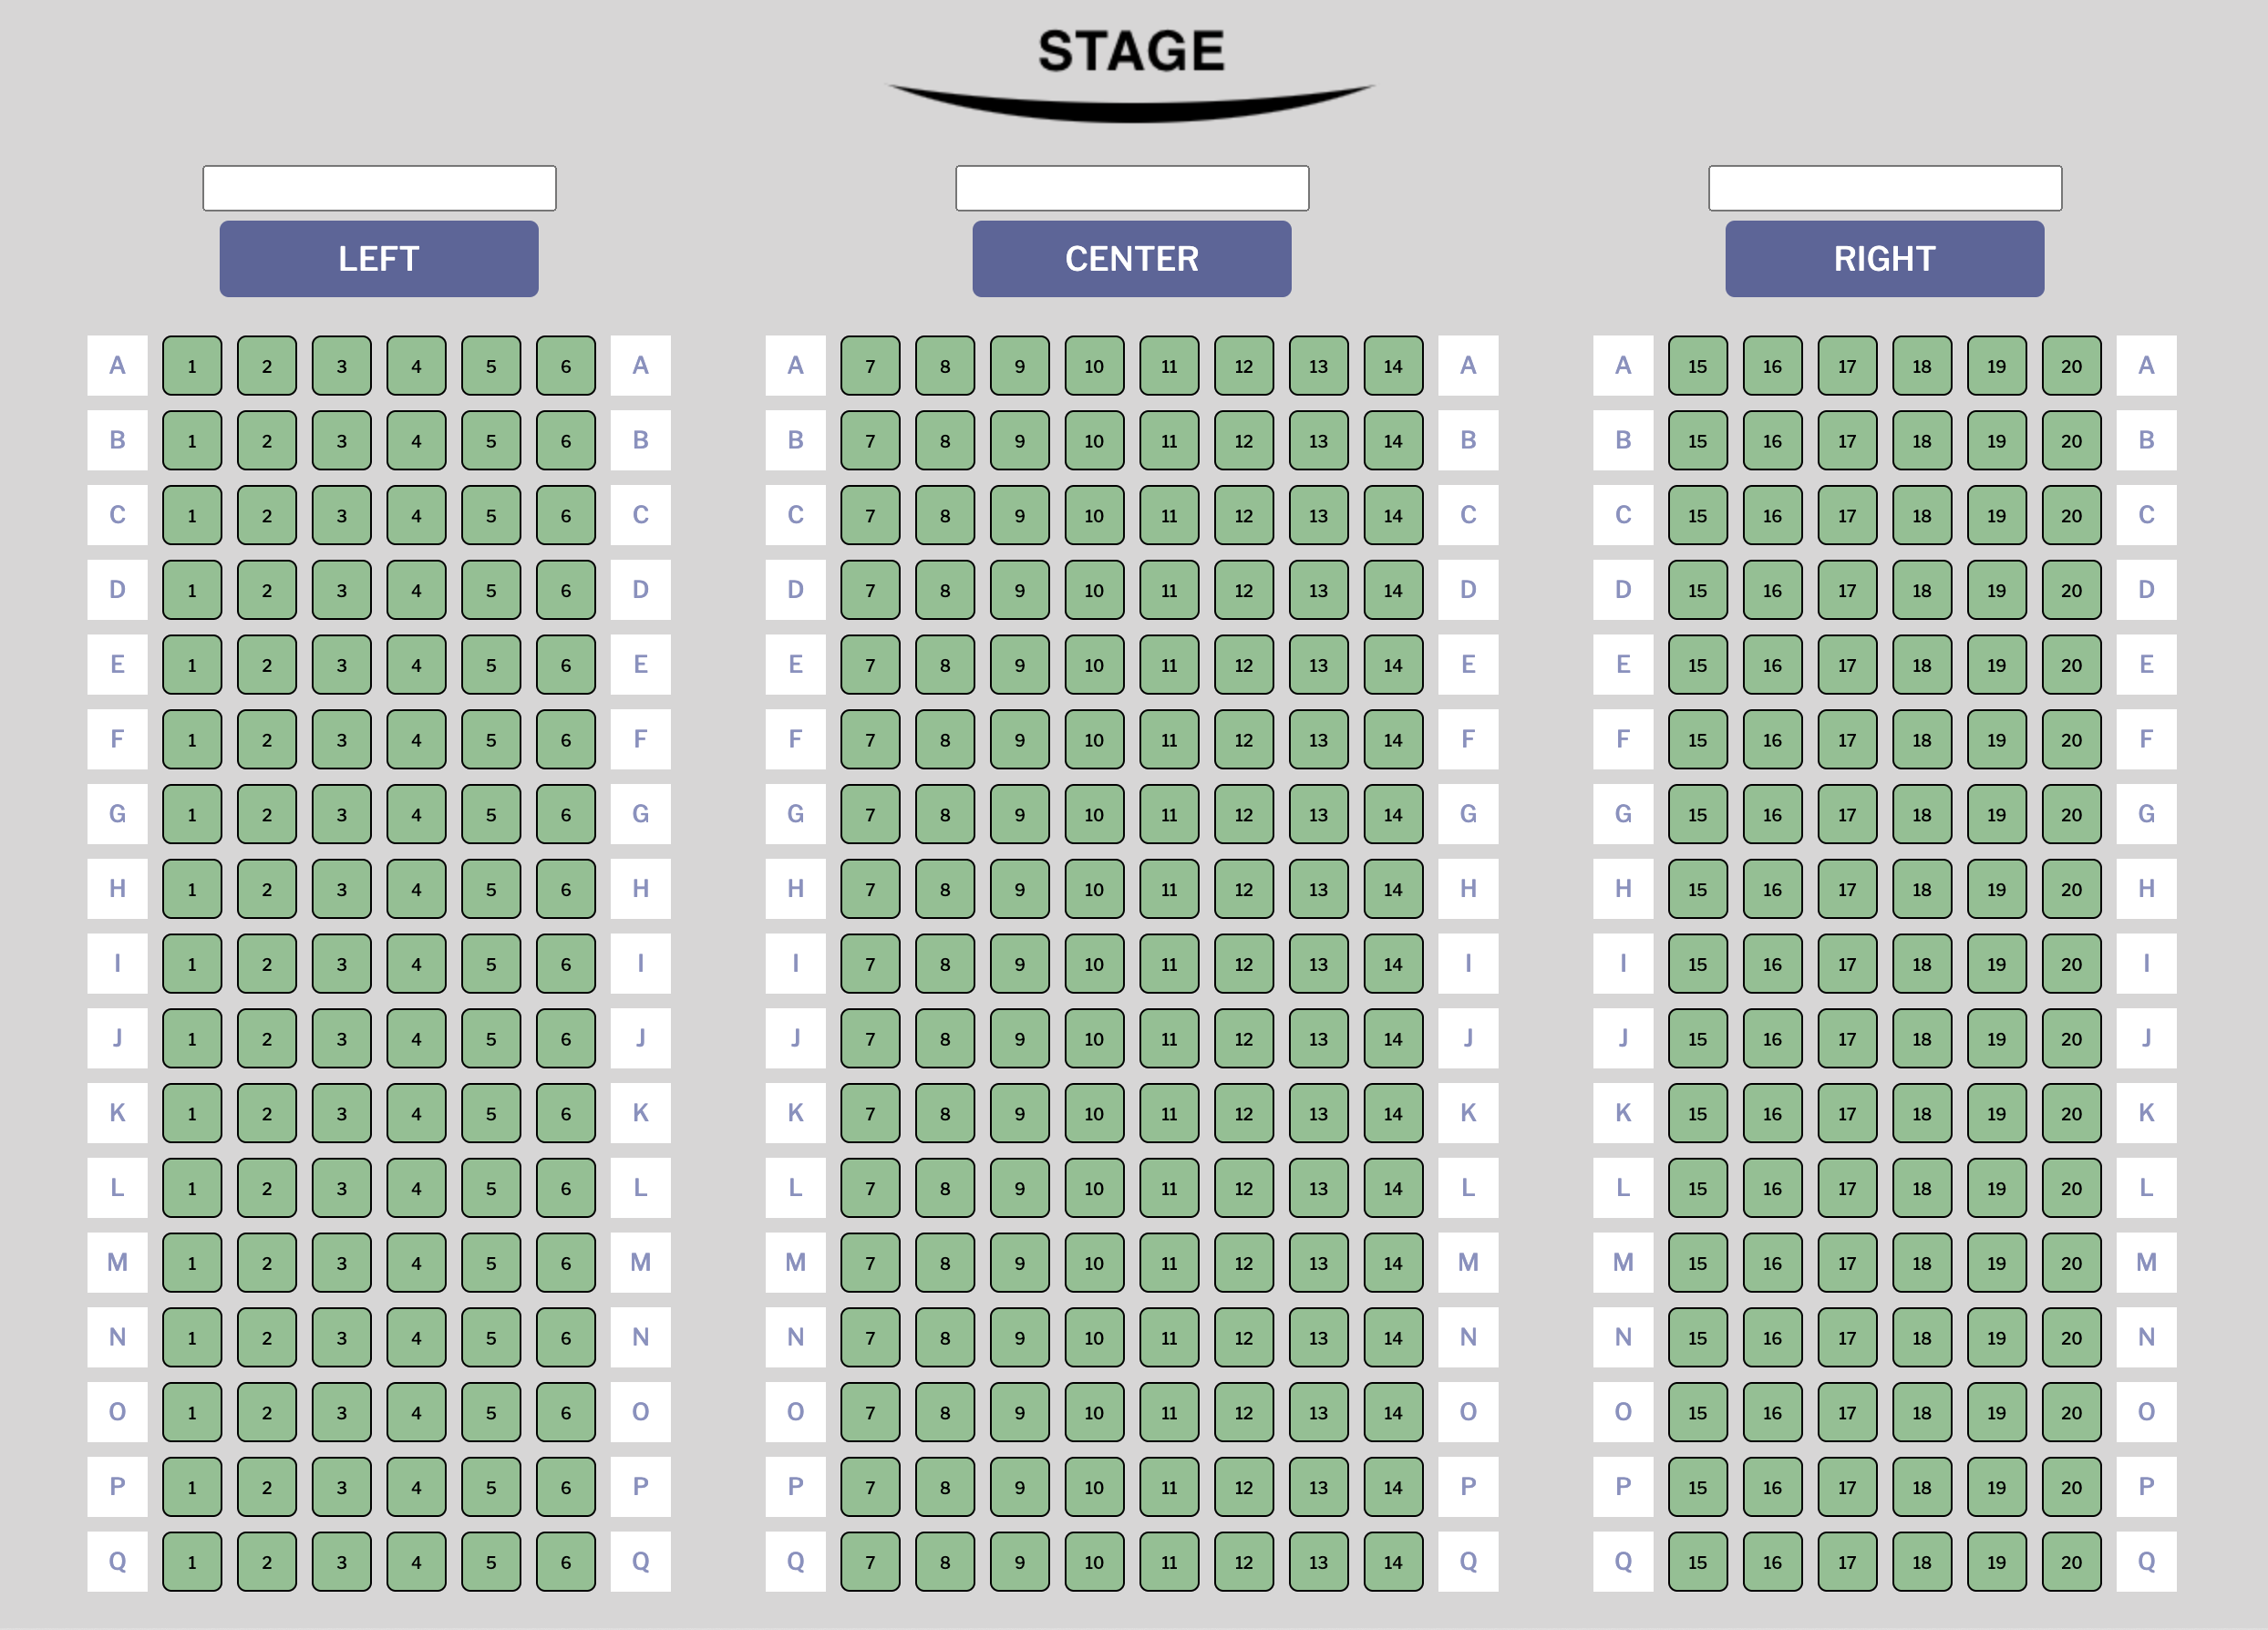 STAGE
LEFT CENTER RIGHT
A 1 2 3 4 5 6 A A 7 8 9 10 11 12 13 14 A A 15 16 17 18 19 20 A
B 1 2 3 4 5 6 B B 7 8 9 10 11 12 13 14 B B 15 16 17 18 19 20 B
C 1 2 3 4 5 6 C C 7 8 9 10 11 12 13 14 C C 15 16 17 18 19 20 C
D 1 2 3 4 5 6 D D 7 8 9 10 11 12 13 14 D D 15 16 17 18 19 20 D
E 1 2 3 4 5 6 E E 7 8 9 10 11 12 13 14 E E 15 16 17 18 19 20 E
F 1 2 3 4 5 6 F F 7 8 9 10 11 12 13 14 F F 15 16 17 18 19 20 F
G 1 2 3 4 5 6 G G 7 8 9 10 11 12 13 14 G G 15 16 17 18 19 20 G
H 1 2 3 4 5 6 H H 7 8 9 10 11 12 13 14 H H 15 16 17 18 19 20 H
I 1 2 3 4 5 6 I I 7 8 9 10 11 12 13 14 I I 15 16 17 18 19 20 I
J 1 2 3 4 5 6 J J 7 8 9 10 11 12 13 14 J J 15 16 17 18 19 20 J
K 1 2 3 4 5 6 K K 7 8 9 10 11 12 13 14 K K 15 16 17 18 19 20 K
L 1 2 3 4 5 6 L L 7 8 9 10 11 12 13 14 L L 15 16 17 18 19 20 L
M 1 2 3 4 5 6 M M 7 8 9 10 11 12 13 14 M M 15 16 17 18 19 20 M
N 1 2 3 4 5 6 N N 7 8 9 10 11 12 13 14 N N 15 16 17 18 19 20 N
O 1 2 3 4 5 6 O O 7 8 9 10 11 12 13 14 O O 15 16 17 18 19 20 O
P 1 2 3 4 5 6 P P 7 8 9 10 11 12 13 14 P P 15 16 17 18 19 20 P
Q 1 2 3 4 5 6 Q Q 7 8 9 10 11 12 13 14 Q Q 15 16 17 18 19 20 Q